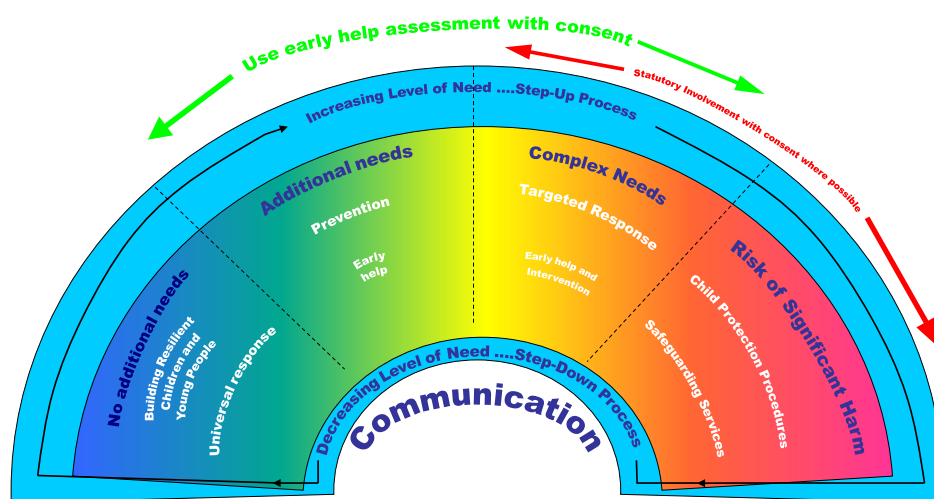 Use early help assessment with consent
Statutory Involvement with consent where possible
Increasing Level of Need ....Step-Up Process
No additional needs
Building Resilient
Children and
Young People
Universal response
Additional needs
Prevention
Early
help
Complex Needs
Targeted Response
Early help and
Intervention
Risk of Significant Harm
Child Protection Procedures
Safeguarding Services
Decreasing Level of Need ....Step-Down Process
Communication